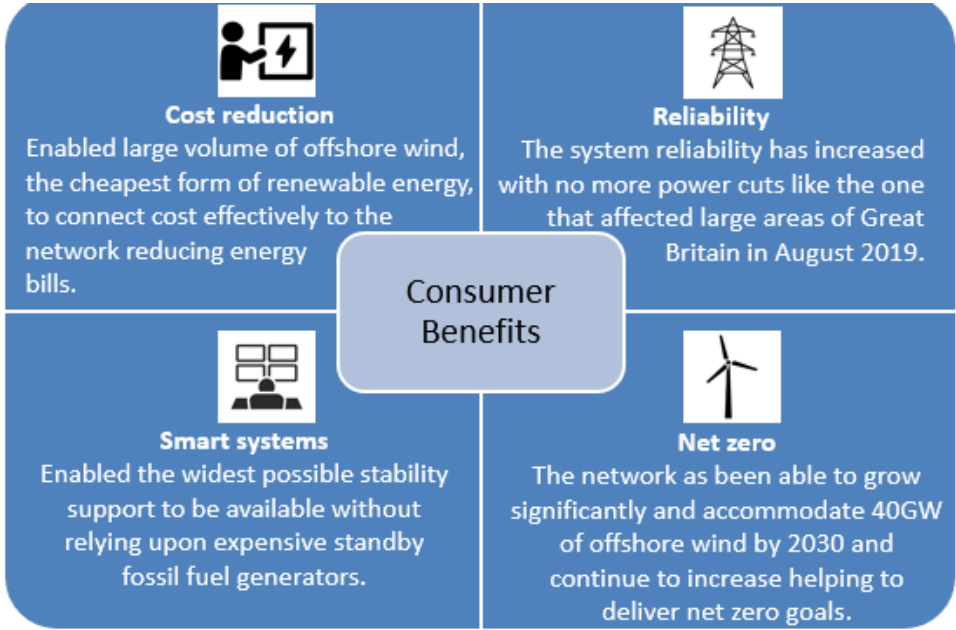 Cost reduction
Enabled large volume of offshore wind,
the cheapest form of renewable energy,
to connect cost effectively to the
network reducing energy
bills.
Reliability
The system reliability has increased
with no more power cuts like the one
that affected large areas of Great
Britain in August 2019.
Consumer
Benefits
Smart systems
Enabled the widest possible stability
support to be available without
relying upon expensive standby
fossil fuel generators.
Net zero
The network as been able to grow
significantly and accommodate 40GW
of offshore wind by 2030 and
continue to increase helping to
deliver net zero goals.